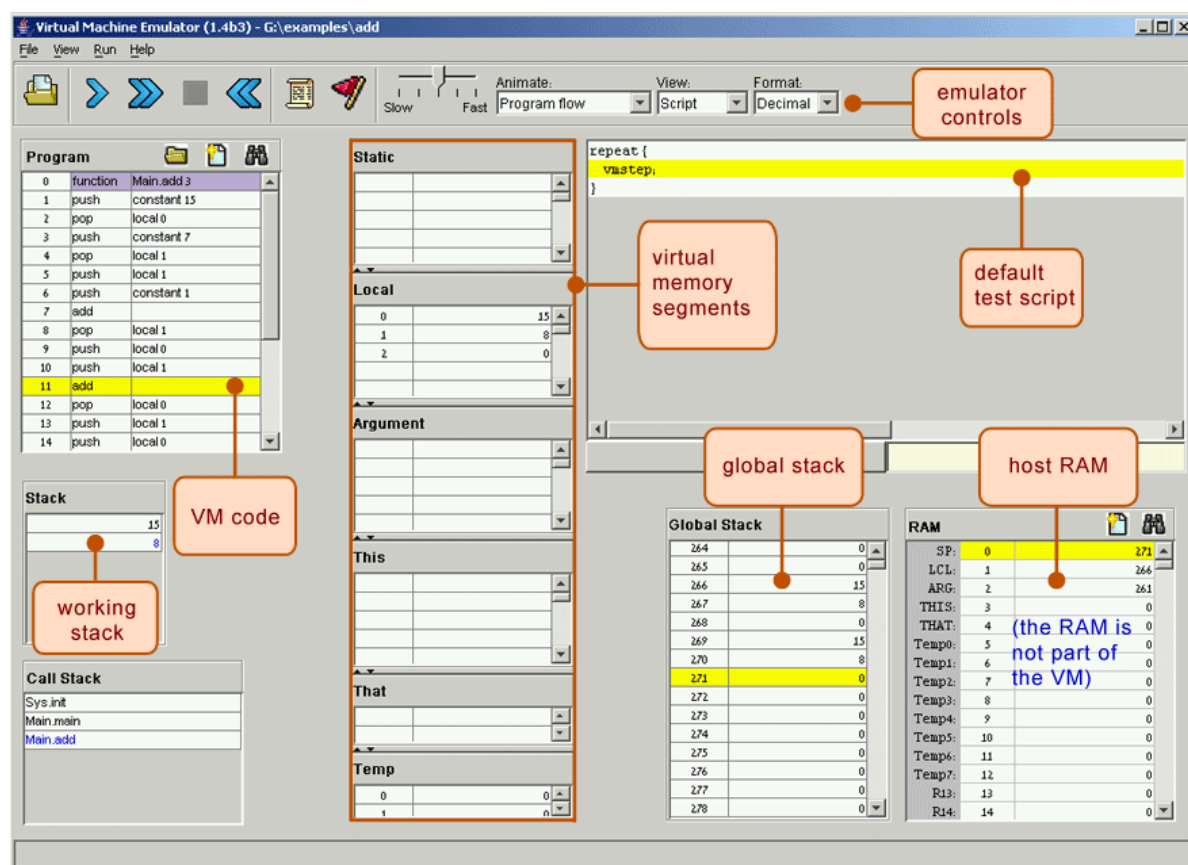 Virtual Machine Emulator (1.4b3) - G:\examples\add
File View Run Help
Slow Fast
Animate: View: Format:
Program flow Script Decimal
emulator
controls
Program
0 function Main.add 3
1 push constant 15
2 pop local 0
3 push constant 7
4 pop local 1
5 push local 1
6 push constant 1
7 add
8 pop local 1
9 push local 0
10 push local 1
11 add
12 pop local 0
13 push local 1
14 push local 0
VM code
Stack
15
8
working
stack
Call Stack
Sys.init
Main.main
Main.add
Static
Local
0 15
1 8
2 0
Argument
This
That
Temp
0 0
1 0
virtual
memory
segments
repeat {
vmstep;
}
default
test script
global stack
Global Stack
264 0
265 0
266 15
267 8
268 0
269 15
270 8
271 0
272 0
273 0
274 0
275 0
276 0
277 0
278 0
host RAM
RAM
SP: 0 271
LCL: 1 266
ARG: 2 261
THIS: 3 0
THAT: 4 0
Temp0: 5 0
Temp1: 6 0
Temp2: 7 0
Temp3: 8 0
Temp4: 9 0
Temp5: 10 0
Temp6: 11 0
Temp7: 12 0
R13: 13 0
R14: 14 0
(the RAM is
not part of
the VM)